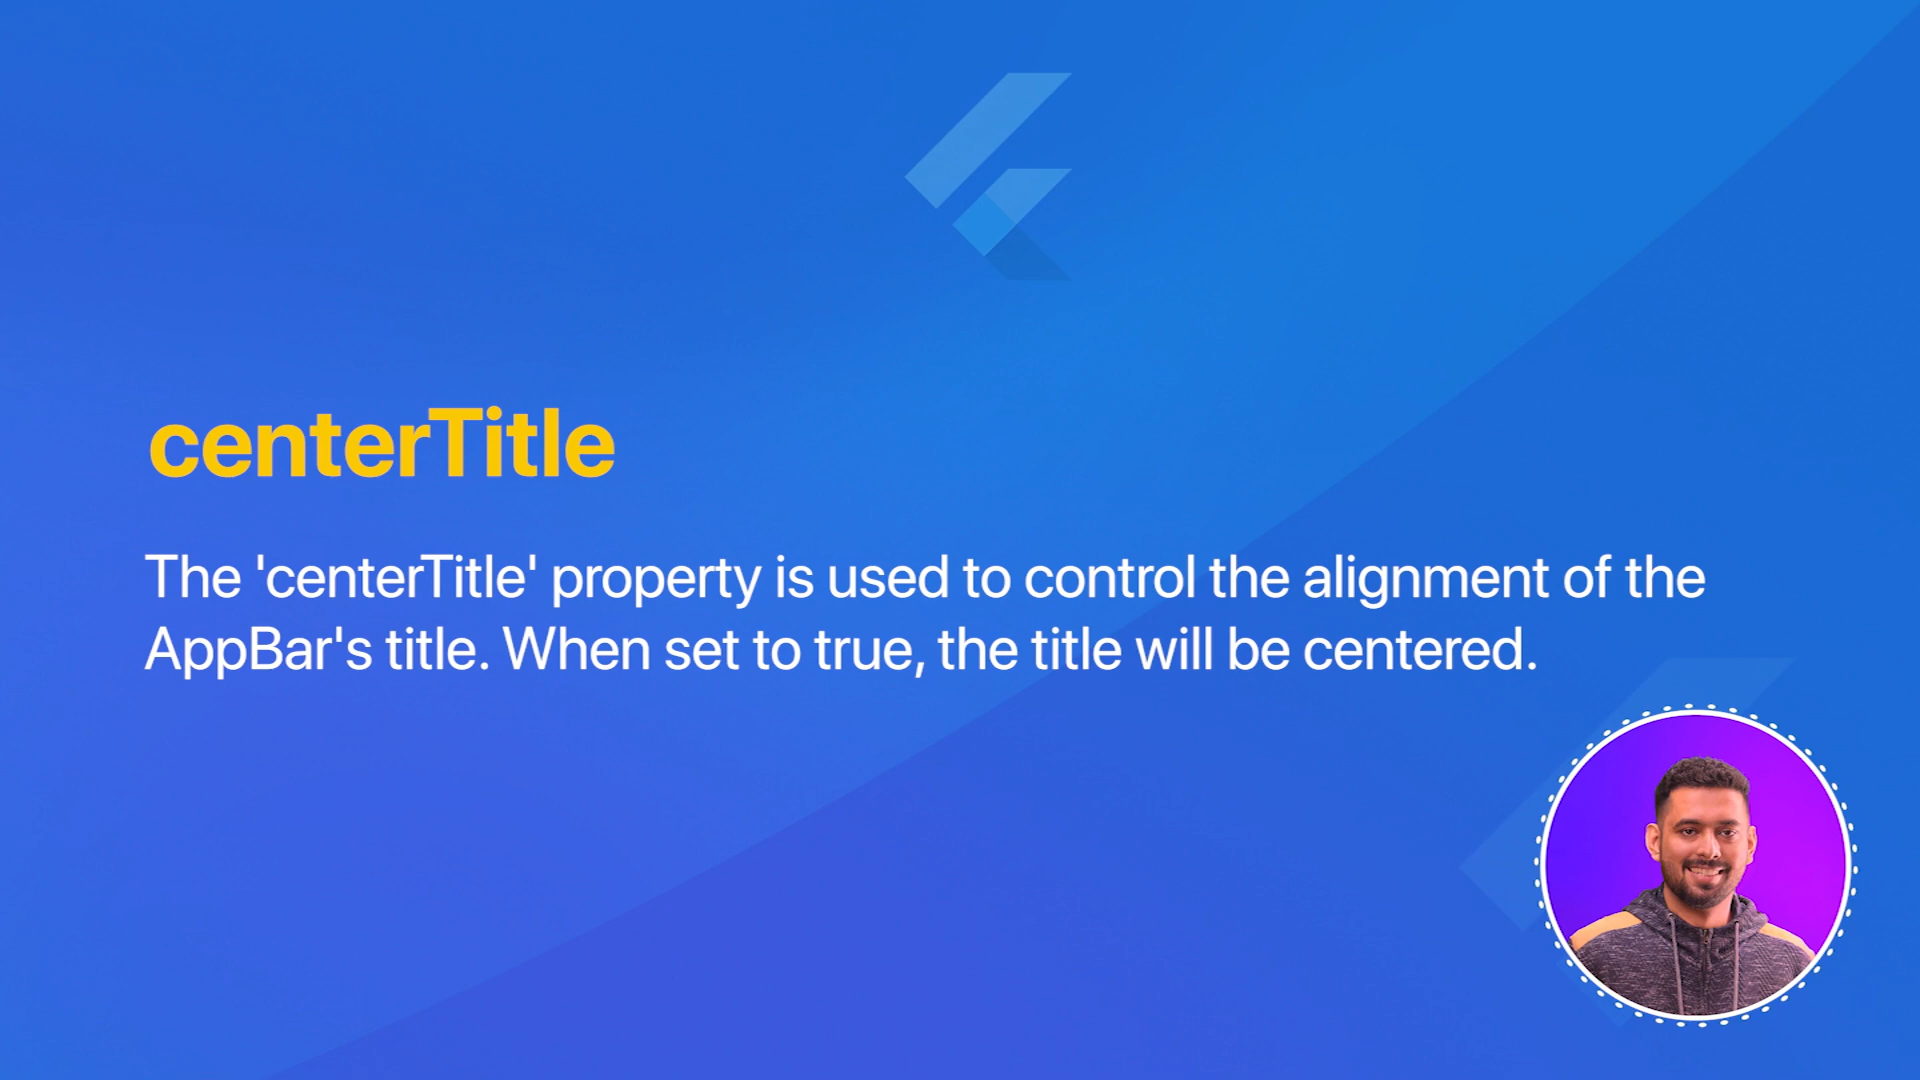 centerTitle
The 'centerTitle' property is used to control the alignment of the
AppBar's title. When set to true, the title will be centered.